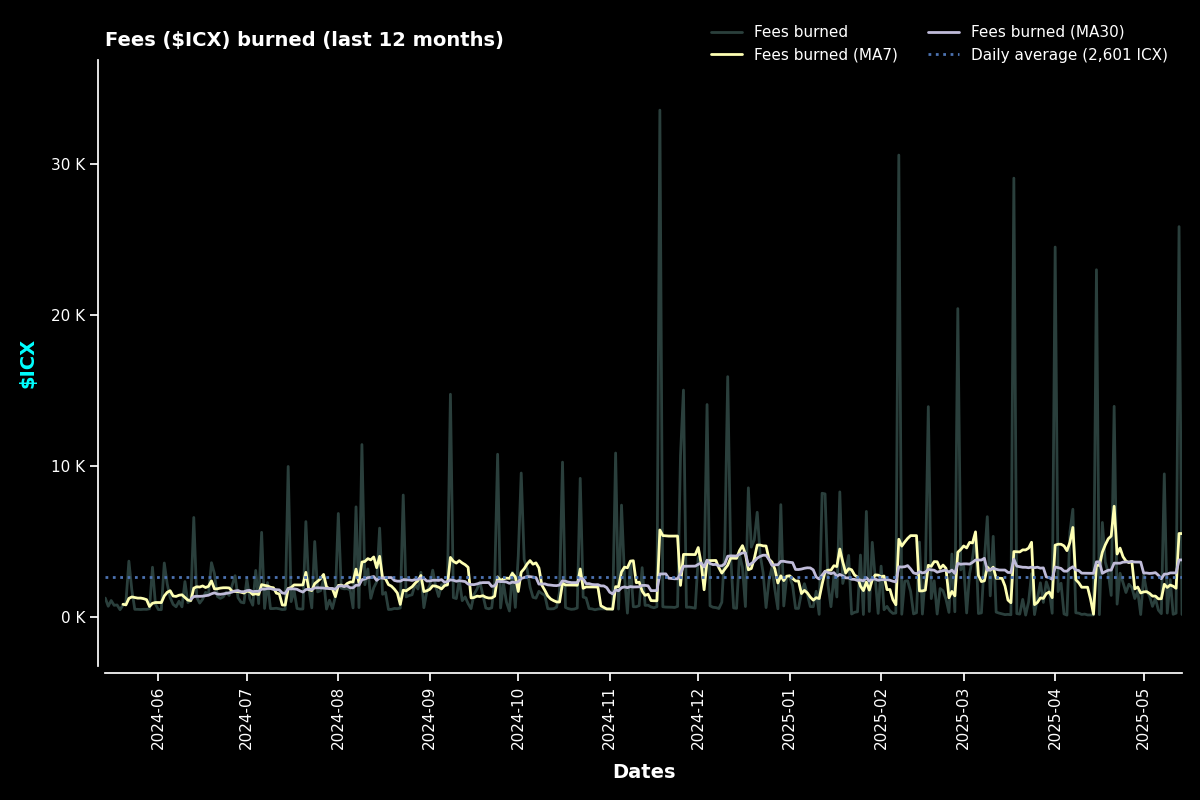 Fees ($ICX) burned (last 12 months)
Fees burned
Fees burned (MA7)
Fees burned (MA30)
Daily average (2,601 ICX)
30 K
20 K
10 K
0 K
$ICX
2024-06
2024-07
2024-08
2024-09
2024-10
2024-11
2024-12
2025-01
2025-02
2025-03
2025-04
2025-05
Dates